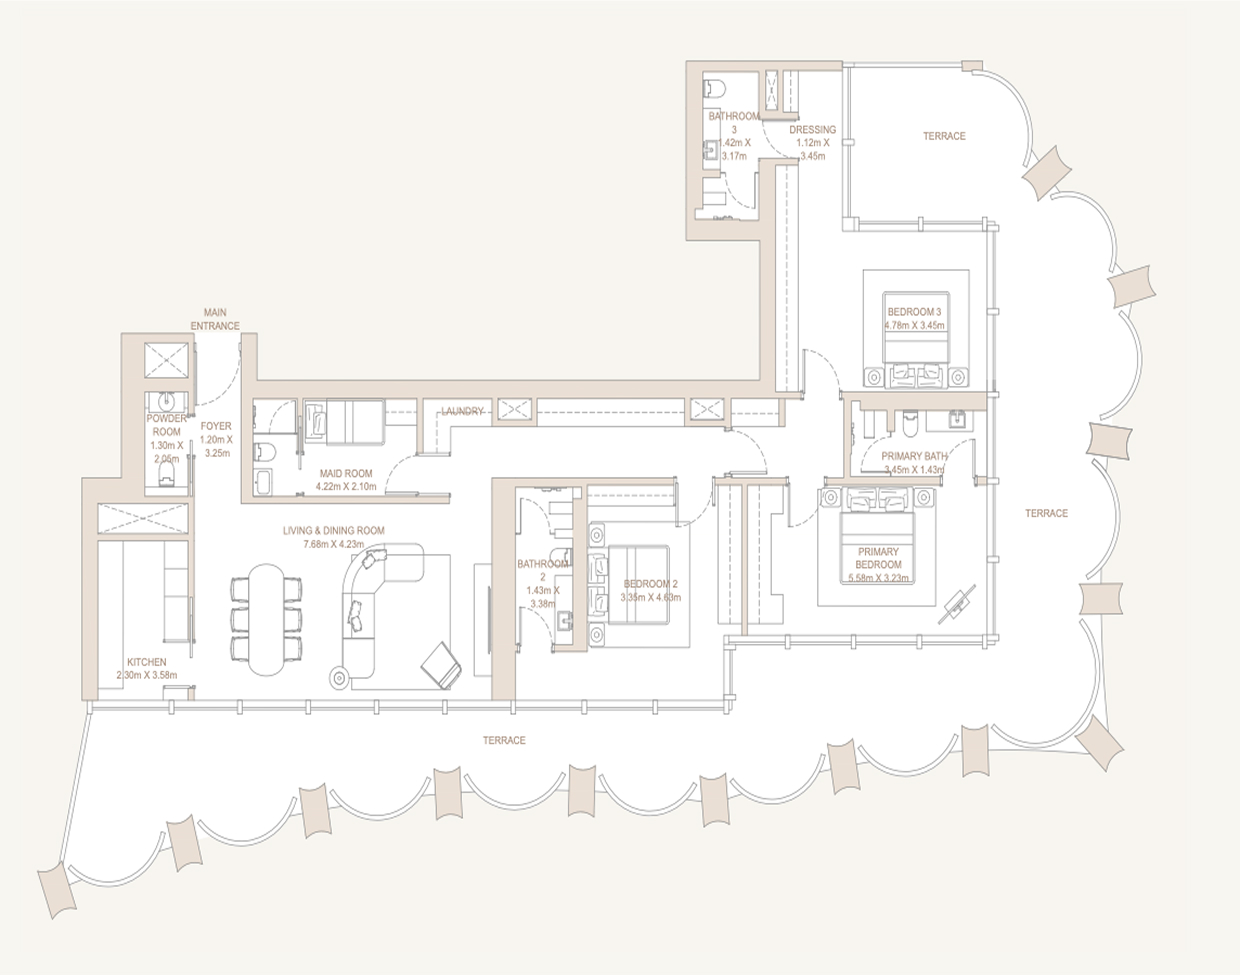 BATHROOM
3
1.42m X
3.17m
DRESSING
1.12m X
3.45m
TERRACE
MAIN
ENTRANCE
BEDROOM 3
4.78m X 3.45m
POWDER
ROOM
1.30m X
2.05m
FOYER
1.20m X
3.25m
LAUNDRY
MAID ROOM
4.22m X 2.10m
PRIMARY BATH
3.45m X 1.43m
LIVING & DINING ROOM
7.68m X 4.23m
TERRACE
BATHROOM
2
1.43m X
3.38m
BEDROOM 2
3.35m X 4.63m
PRIMARY
BEDROOM
5.58m X 3.23m
KITCHEN
2.30m X 3.58m
TERRACE